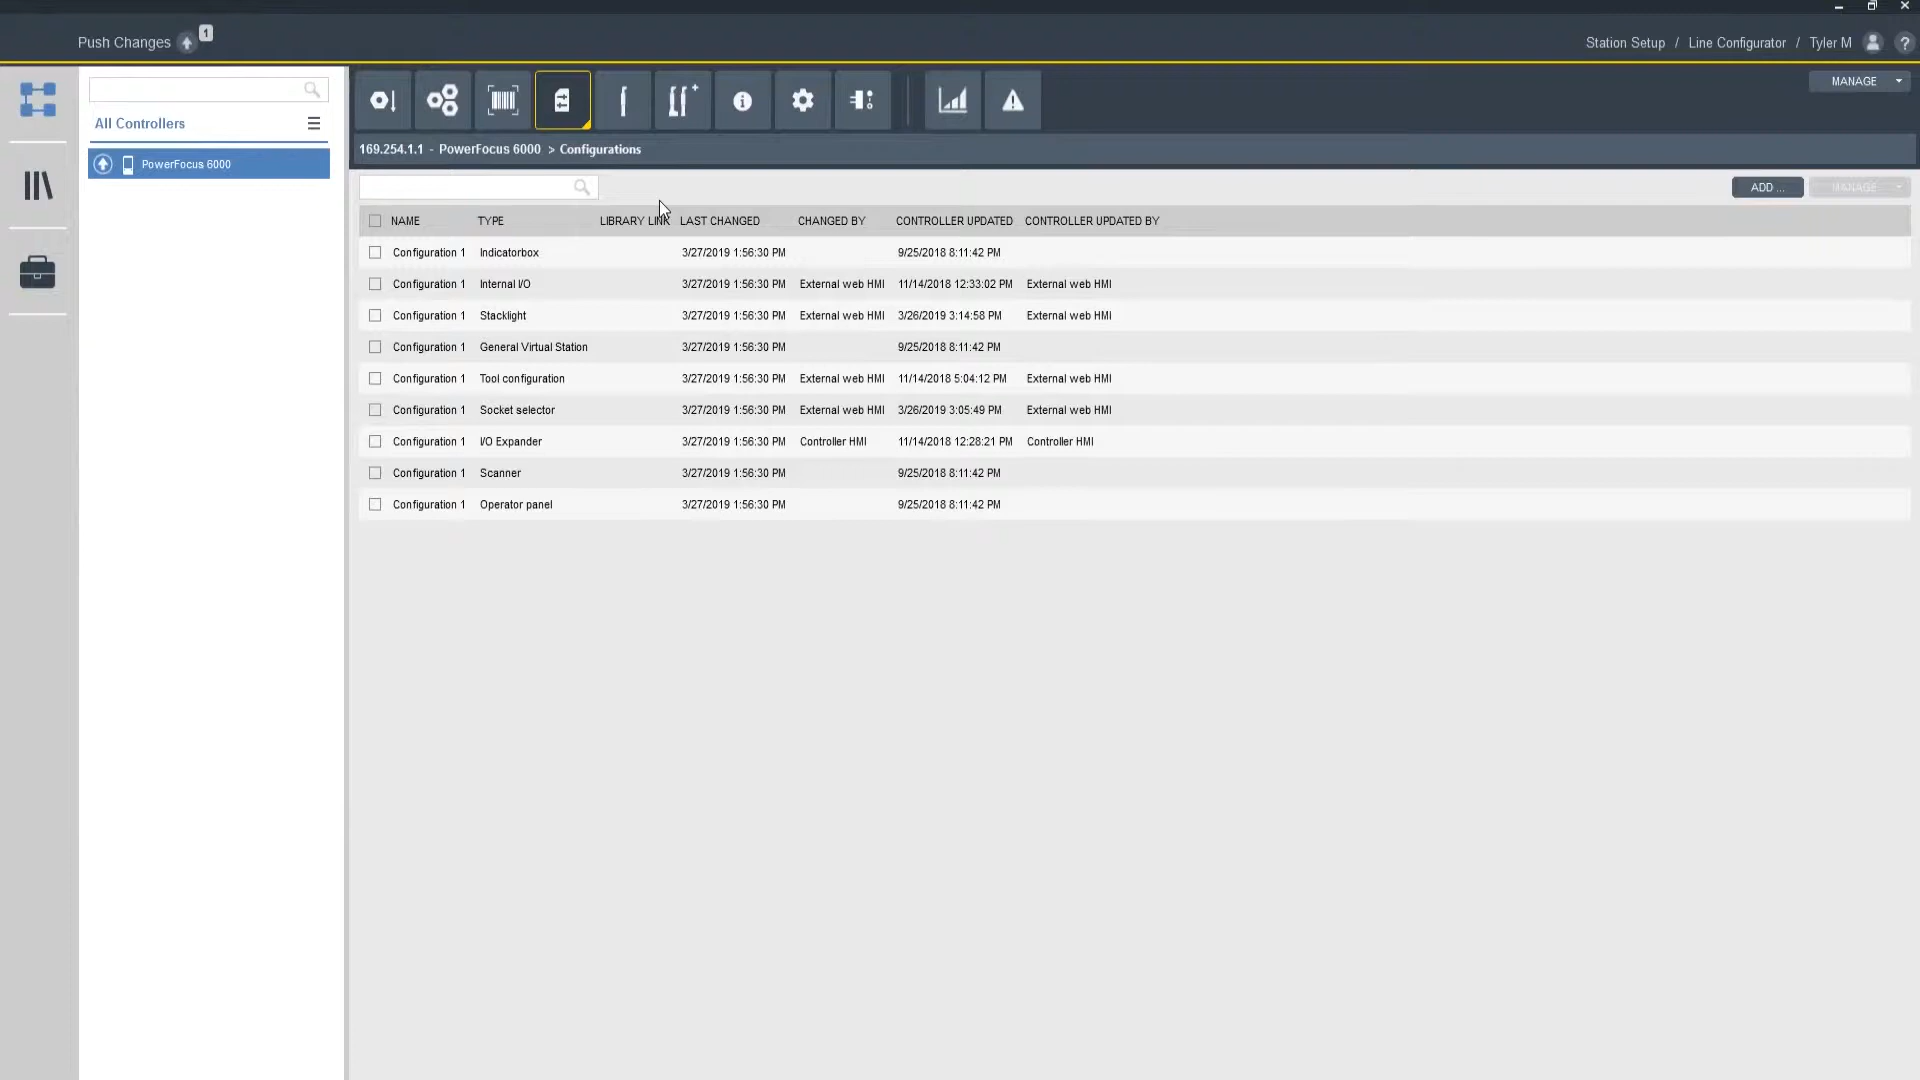 Push Changes 1
Station Setup / Line Configurator / Tyler M ?
MANAGE
All Controllers
PowerFocus 6000
169.254.1.1 - PowerFocus 6000 > Configurations
ADD ... MANAGE
NAME TYPE LIBRARY LINK LAST CHANGED CHANGED BY CONTROLLER UPDATED CONTROLLER UPDATED BY
Configuration 1 Indicatorbox 3/27/2019 1:56:30 PM 9/25/2018 8:11:42 PM
Configuration 1 Internal I/O 3/27/2019 1:56:30 PM External web HMI 11/14/2018 12:33:02 PM External web HMI
Configuration 1 Stacklight 3/27/2019 1:56:30 PM External web HMI 3/26/2019 3:14:58 PM External web HMI
Configuration 1 General Virtual Station 3/27/2019 1:56:30 PM 9/25/2018 8:11:42 PM
Configuration 1 Tool configuration 3/27/2019 1:56:30 PM External web HMI 11/14/2018 5:04:12 PM External web HMI
Configuration 1 Socket selector 3/27/2019 1:56:30 PM External web HMI 3/26/2019 3:05:49 PM External web HMI
Configuration 1 I/O Expander 3/27/2019 1:56:30 PM Controller HMI 11/14/2018 12:28:21 PM Controller HMI
Configuration 1 Scanner 3/27/2019 1:56:30 PM 9/25/2018 8:11:42 PM
Configuration 1 Operator panel 3/27/2019 1:56:30 PM 9/25/2018 8:11:42 PM